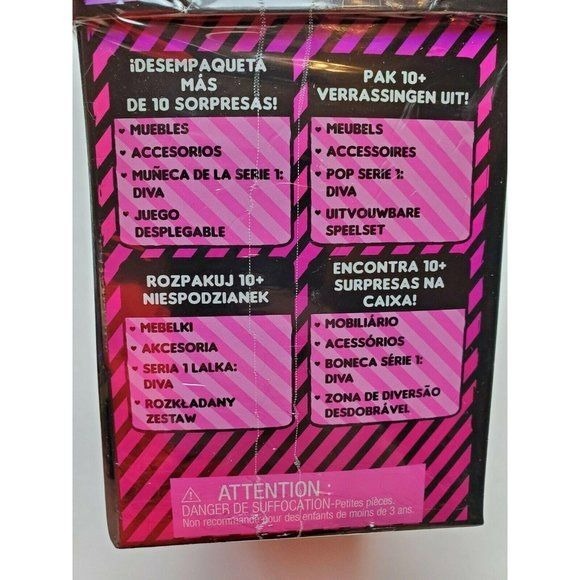 ¡DESEMPAQUETA
MÁS
DE 10 SORPRESAS!
♥ MUEBLES
♥ ACCESORIOS
♥ MUÑECA DE LA SERIE 1:
DIVA
♥ JUEGO
DESPLEGABLE
PAK 10+
VERRASSINGEN UIT!
♥ MEUBELS
♥ ACCESSOIRES
♥ POP SERIE 1:
DIVA
♥ UITVOUWBARE
SPEELSET
ROZPAKUJ 10+
NIESPODZIANEK
♥ MEBELKI
♥ AKCESORIA
♥ SERIA 1 LALKA:
DIVA
♥ ROZKŁADANY
ZESTAW
ENCONTRA 10+
SURPRESAS NA
CAIXA!
♥ MOBILIÁRIO
♥ ACESSÓRIOS
♥ BONECA SÉRIE 1:
DIVA
♥ ZONA DE DIVERSÃO
DESDOBRÁVEL
⚠ ATTENTION :
DANGER DE SUFFOCATION-Petites pièces.
Non recommandé pour des enfants de moins de 3 ans.